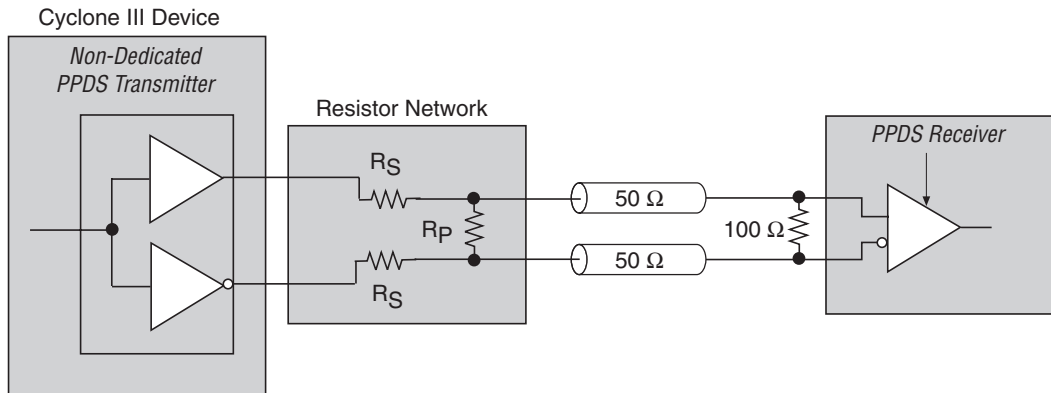 Cyclone III Device
Non-Dedicated
PPDS Transmitter
Resistor Network
RS
RP
RS
50 Ω
50 Ω
100 Ω
PPDS Receiver